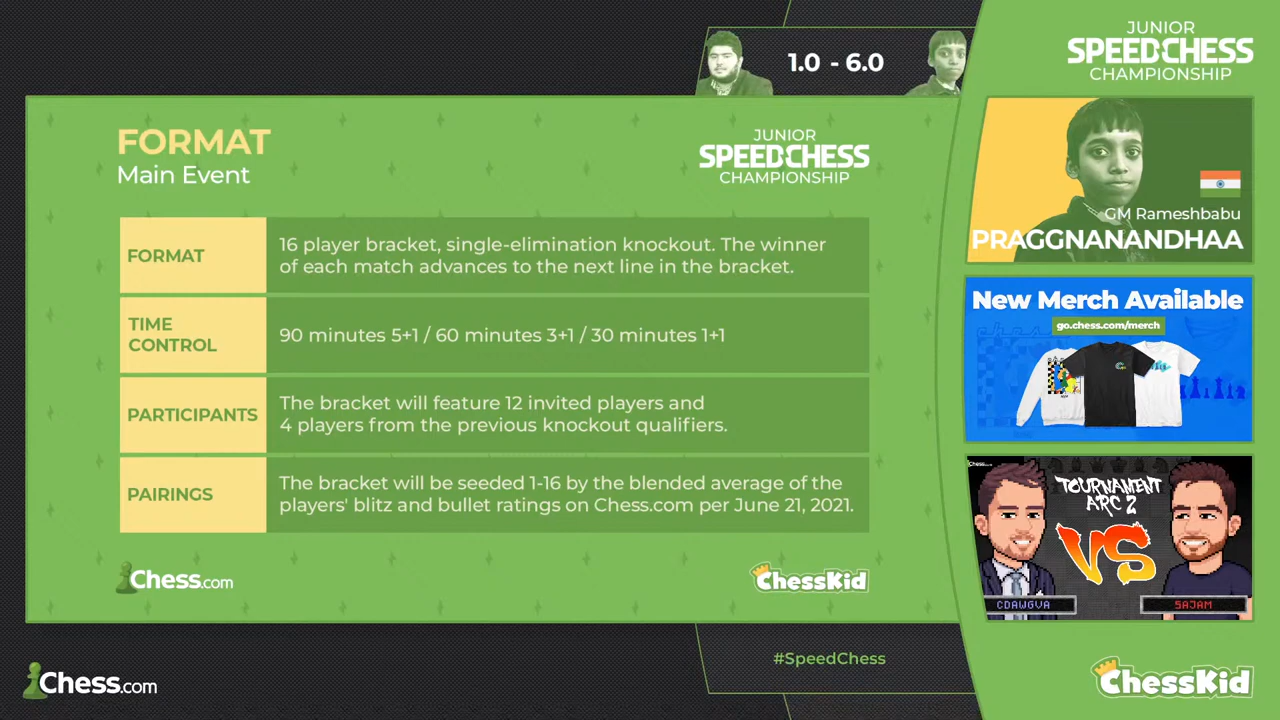 1.0 - 6.0
JUNIOR
SPEEDCHESS
CHAMPIONSHIP
FORMAT
Main Event
JUNIOR
SPEEDCHESS
CHAMPIONSHIP
FORMAT
16 player bracket, single-elimination knockout. The winner
of each match advances to the next line in the bracket.
TIME
CONTROL
90 minutes 5+1 / 60 minutes 3+1 / 30 minutes 1+1
PARTICIPANTS
The bracket will feature 12 invited players and
4 players from the previous knockout qualifiers.
PAIRINGS
The bracket will be seeded 1-16 by the blended average of the
players' blitz and bullet ratings on Chess.com per June 21, 2021.
Chess.com
ChessKid
GM Rameshbabu
PRAGGNANANDHAA
New Merch Available
go.chess.com/merch
chess
Chess.com
TOURNAMENT
ARC 2
VS
CDAWGVA
SAJAM
#SpeedChess
Chess.com
ChessKid